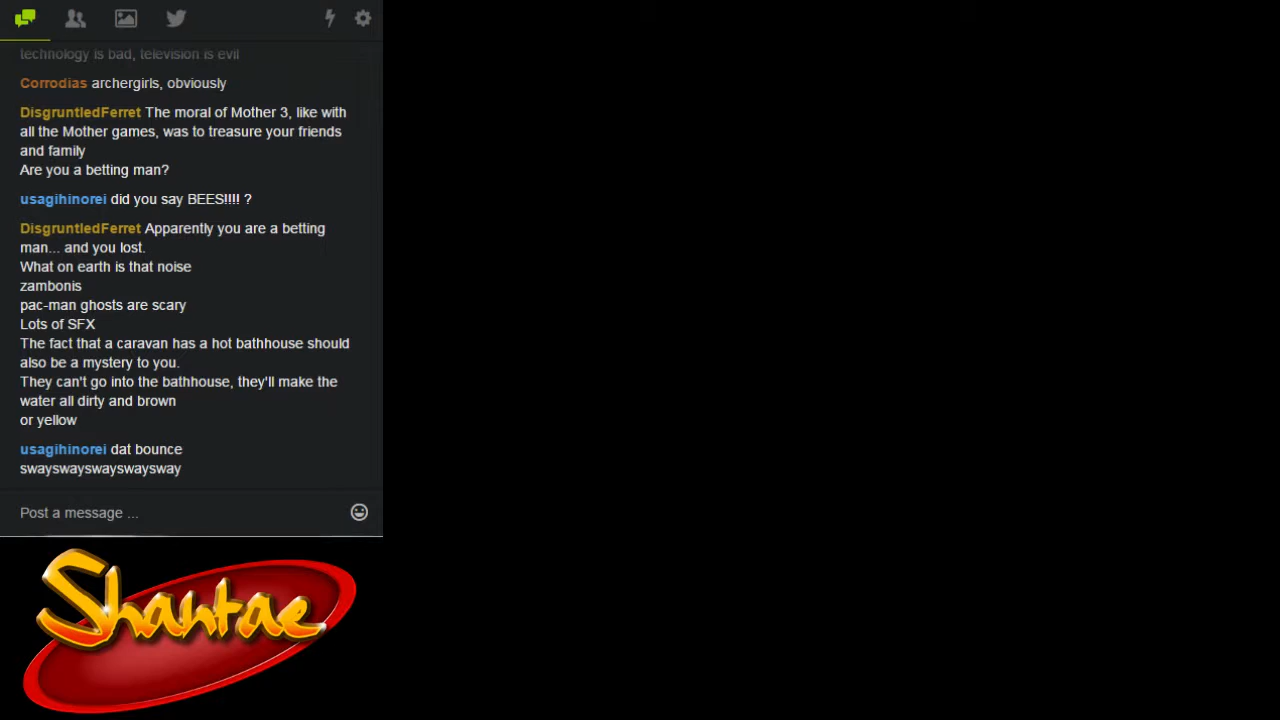 technology is bad, television is evil
Corrodias archergirls, obviously
DisgruntledFerret The moral of Mother 3, like with
all the Mother games, was to treasure your friends
and family
Are you a betting man?
usagihinorei did you say BEES!!!! ?
DisgruntledFerret Apparently you are a betting
man... and you lost.
What on earth is that noise
zambonis
pac-man ghosts are scary
Lots of SFX
The fact that a caravan has a hot bathhouse should
also be a mystery to you.
They can't go into the bathhouse, they'll make the
water all dirty and brown
or yellow
usagihinorei dat bounce
swayswayswayswaysway
Post a message ...
Shantae